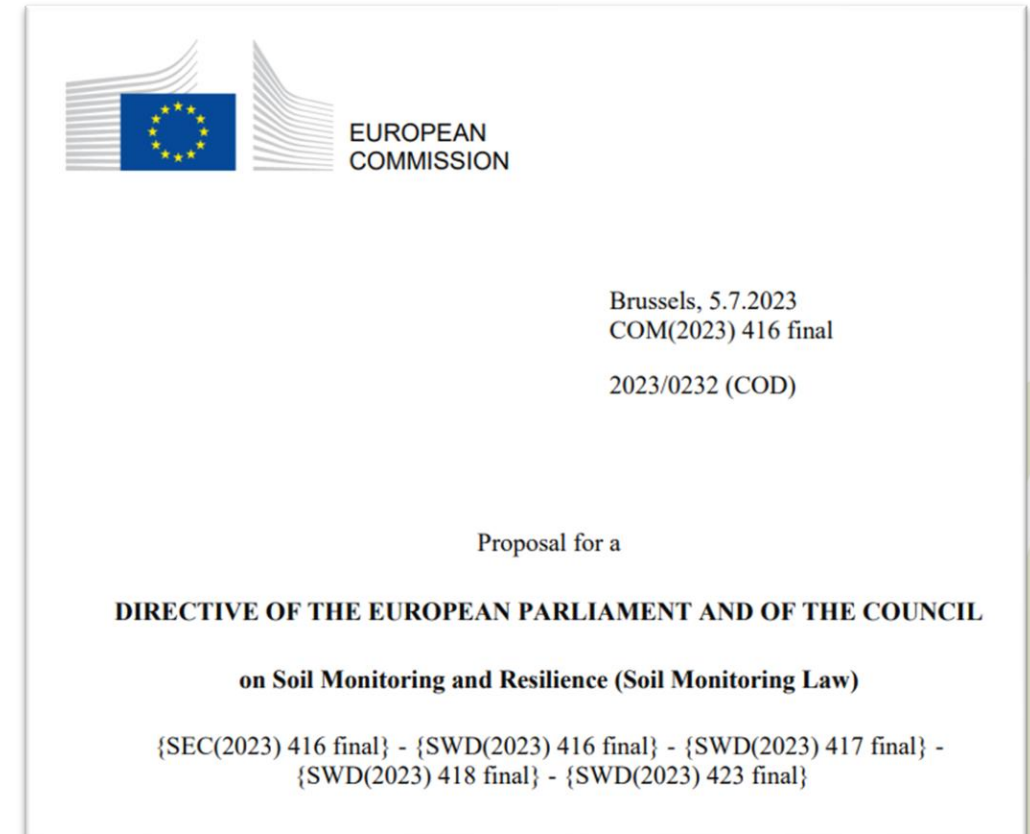 EUROPEAN
COMMISSION
Brussels, 5.7.2023
COM(2023) 416 final
2023/0232 (COD)
Proposal for a
DIRECTIVE OF THE EUROPEAN PARLIAMENT AND OF THE COUNCIL
on Soil Monitoring and Resilience (Soil Monitoring Law)
{SEC(2023) 416 final} - {SWD(2023) 416 final} - {SWD(2023) 417 final} -
{SWD(2023) 418 final} - {SWD(2023) 423 final}